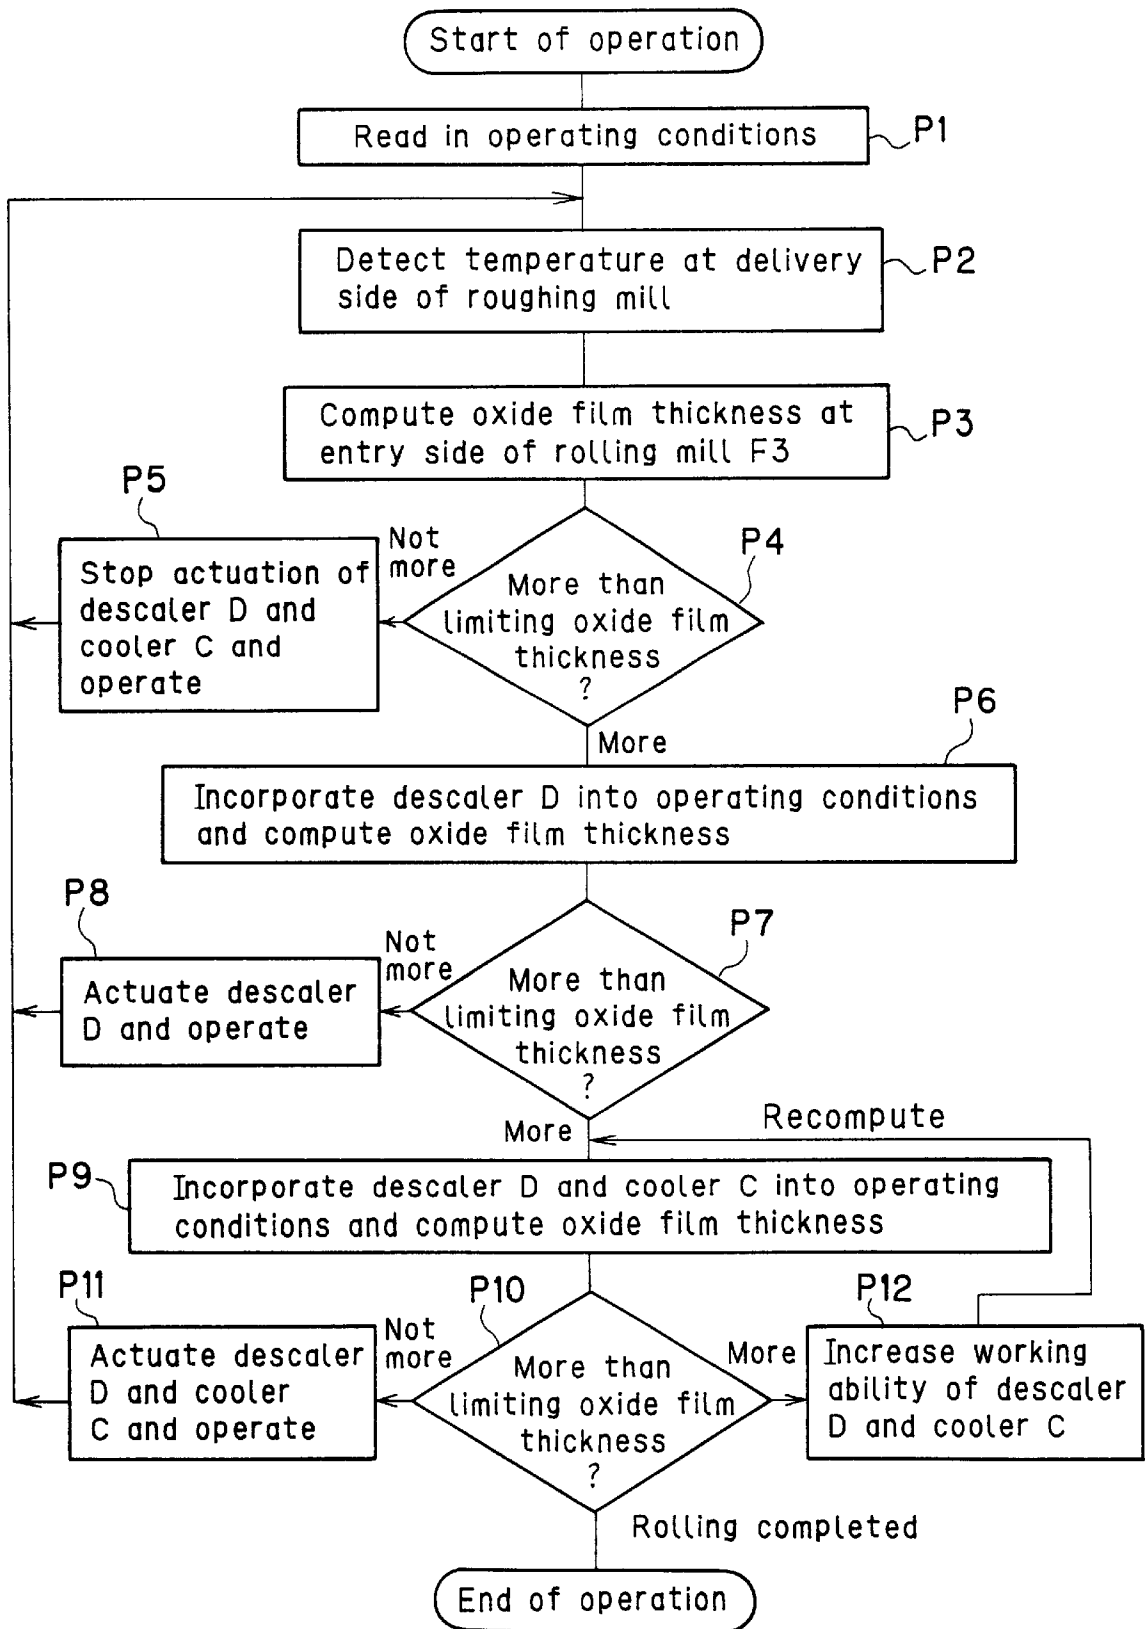 Start of operation
Read in operating conditions
P1
Detect temperature at delivery
side of roughing mill
P2
Compute oxide film thickness at
entry side of rolling mill F3
P3
P5
Stop actuation of
descaler D and
cooler C and
operate
Not
more
P4
More than
limiting oxide film
thickness
?
More
P6
Incorporate descaler D into operating conditions
and compute oxide film thickness
P8
Actuate descaler
D and operate
Not
more
P7
More than
limiting oxide film
thickness
?
More
Recompute
P9
Incorporate descaler D and cooler C into operating
conditions and compute oxide film thickness
P11
Actuate descaler
D and cooler
C and operate
Not
more
P10
More than
limiting oxide film
thickness
?
More
P12
Increase working
ability of descaler
D and cooler C
Rolling completed
End of operation